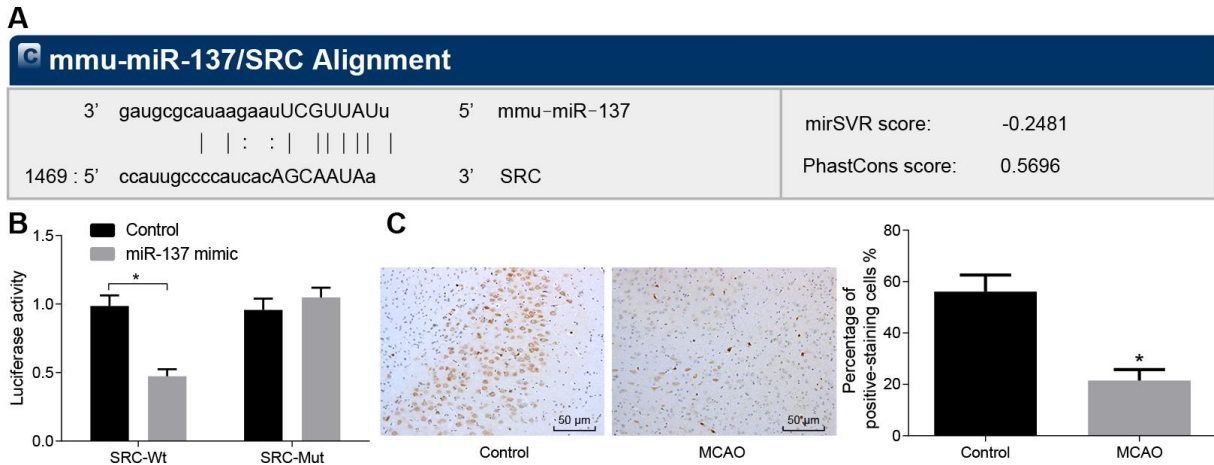 A
C mmu-miR-137/SRC Alignment
3’ gaugcgcauaagaauUCGUUAUu 5’ mmu-miR-137
| | : : | || | || |
1469 : 5’ ccauugccccaucacAGCAAUAa 3’ SRC
mirSVR score: -0.2481
PhastCons score: 0.5696
B
Control
miR-137 mimic
Luciferase activity
1.5
1.0
0.5
0.0
*
SRC-Wt SRC-Mut
C
50 µm
50 µm
Control MCAO
Percentage of
positive-staining cells %
80
60
40
20
0
*
Control MCAO